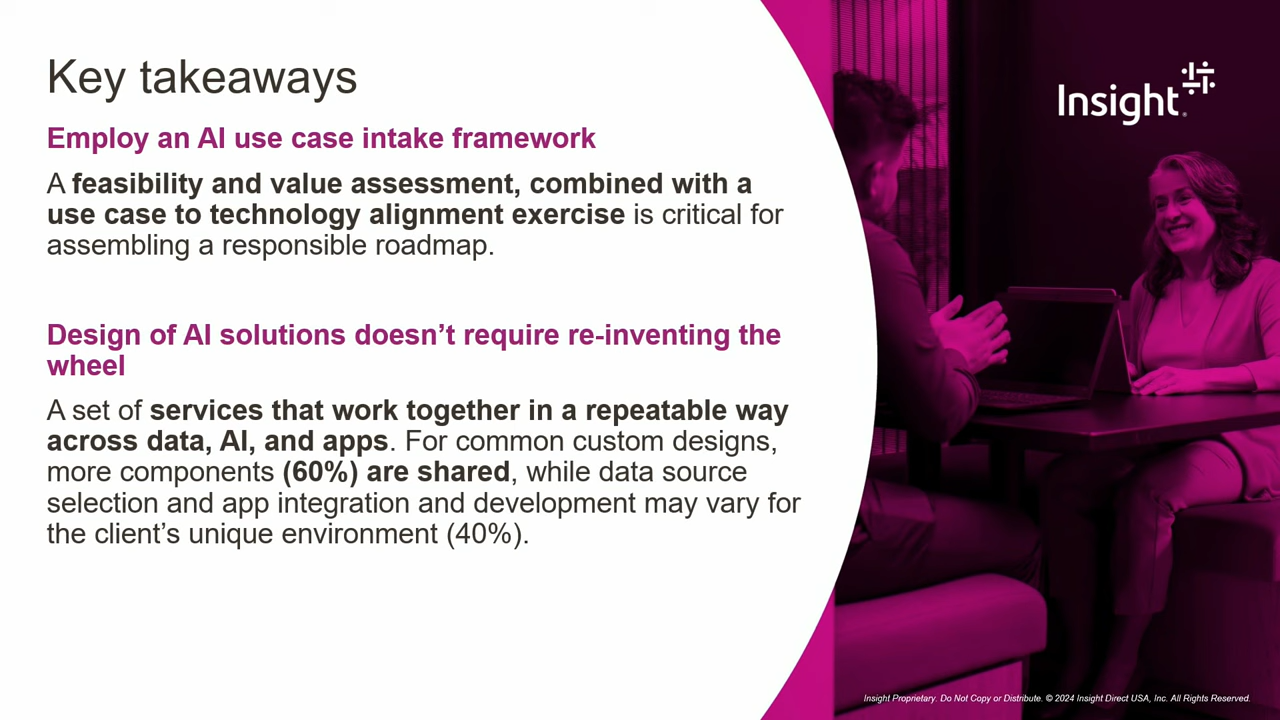 Key takeaways
Employ an AI use case intake framework
A feasibility and value assessment, combined with a
use case to technology alignment exercise is critical for
assembling a responsible roadmap.
Design of AI solutions doesn’t require re-inventing the
wheel
A set of services that work together in a repeatable way
across data, AI, and apps. For common custom designs,
more components (60%) are shared, while data source
selection and app integration and development may vary for
the client’s unique environment (40%).
Insight
Insight Proprietary. Do Not Copy or Distribute. © 2024 Insight Direct USA, Inc. All Rights Reserved.